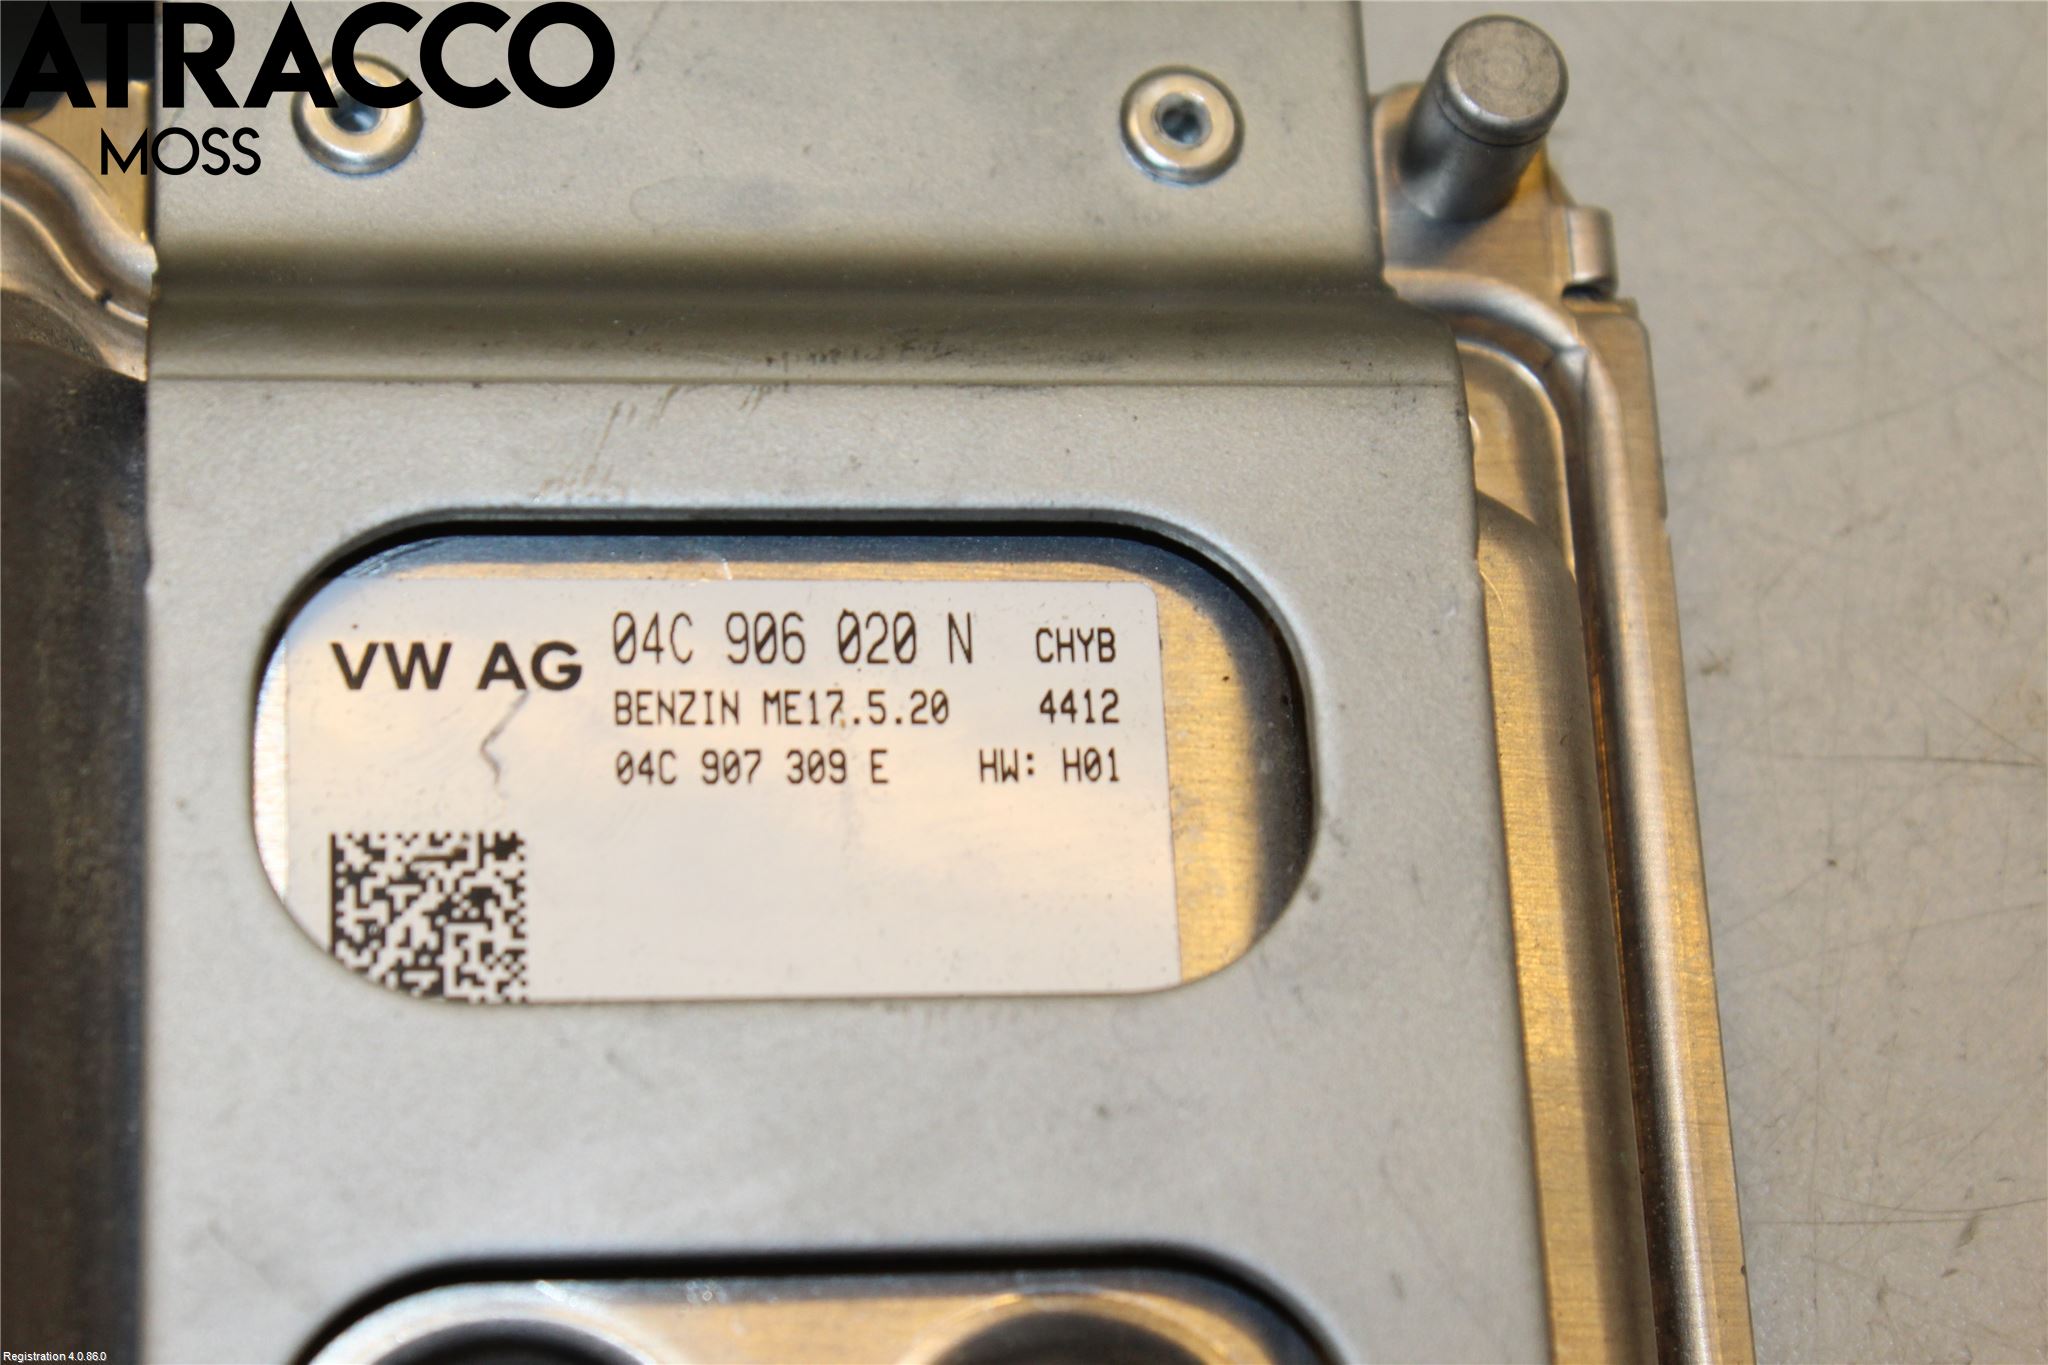 ATRACCO
MOSS
VW AG
04C 906 020 N CHYB
BENZIN ME17.5.20 4412
04C 907 309 E HW: H01
Registration 4.0.86.0